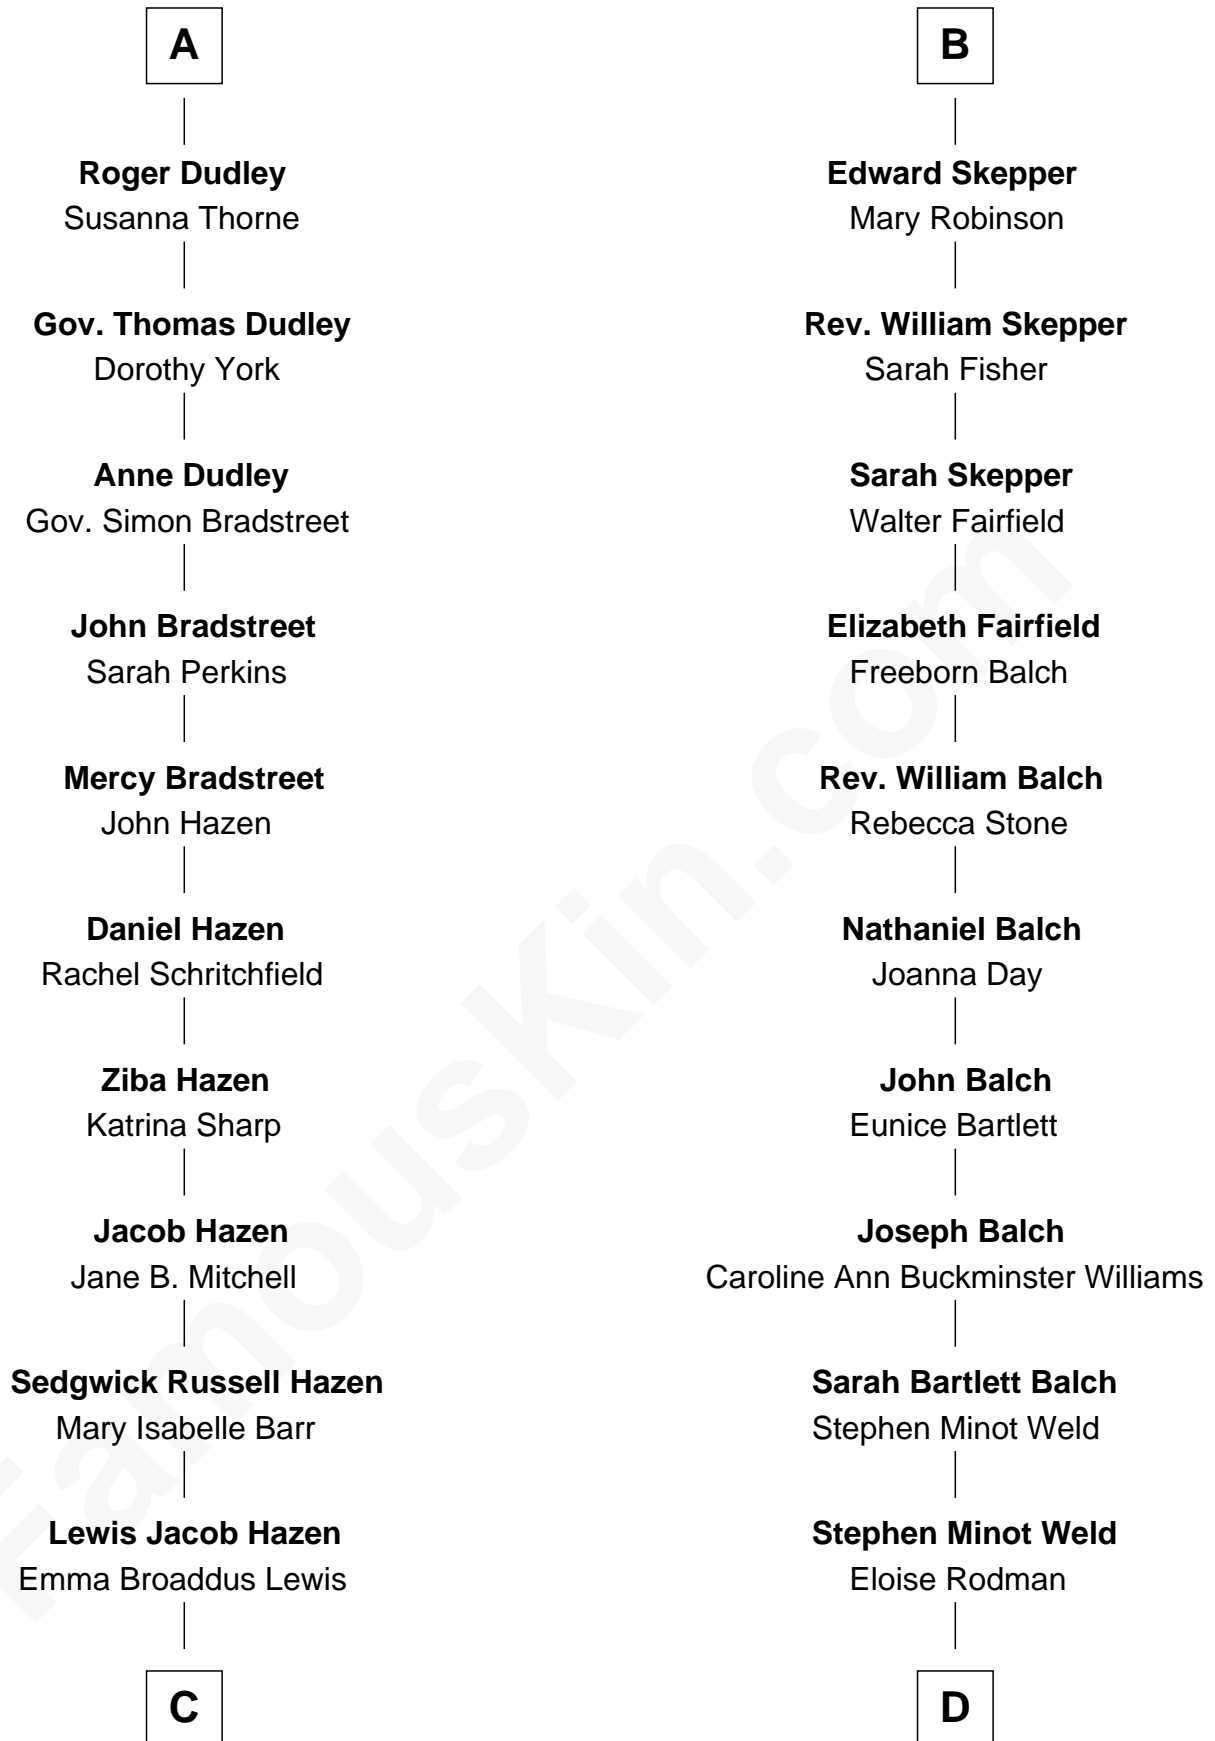 A
Roger Dudley
Susanna Thorne
Gov. Thomas Dudley
Dorothy York
Anne Dudley
Gov. Simon Bradstreet
John Bradstreet
Sarah Perkins
Mercy Bradstreet
John Hazen
Daniel Hazen
Rachel Schritchfield
Ziba Hazen
Katrina Sharp
Jacob Hazen
Jane B. Mitchell
Sedgwick Russell Hazen
Mary Isabelle Barr
Lewis Jacob Hazen
Emma Broaddus Lewis
C
B
Edward Skepper
Mary Robinson
Rev. William Skepper
Sarah Fisher
Sarah Skepper
Walter Fairfield
Elizabeth Fairfield
Freeborn Balch
Rev. William Balch
Rebecca Stone
Nathaniel Balch
Joanna Day
John Balch
Eunice Bartlett
Joseph Balch
Caroline Ann Buckminster Williams
Sarah Bartlett Balch
Stephen Minot Weld
Stephen Minot Weld
Eloise Rodman
D
FamousKin.com